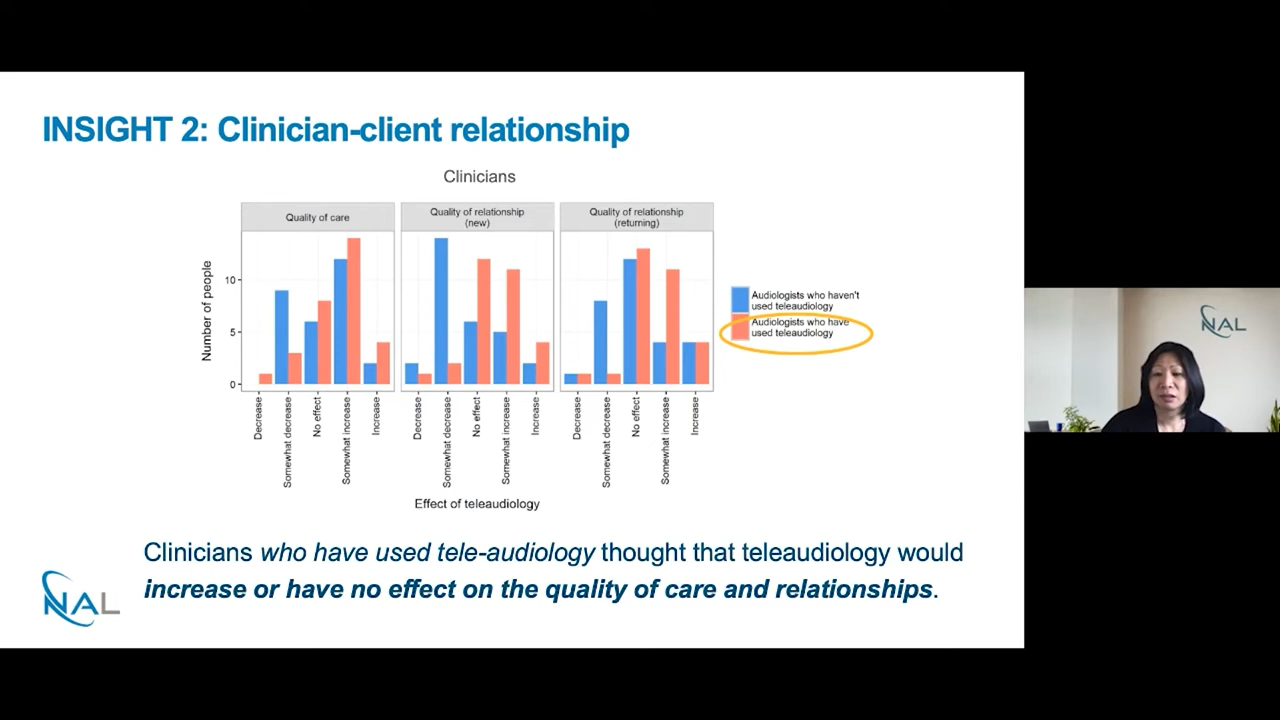 INSIGHT 2: Clinician-client relationship
Clinicians
Quality of care
Quality of relationship
(new)
Quality of relationship
(returning)
Number of people
10
5
0
Decrease
Somewhat decrease
No effect
Somewhat increase
Increase
Decrease
Somewhat decrease
No effect
Somewhat increase
Increase
Decrease
Somewhat decrease
No effect
Somewhat increase
Increase
Effect of teleaudiology
Audiologists who haven't
used teleaudiology
Audiologists who have
used teleaudiology
Clinicians who have used tele-audiology thought that teleaudiology would
increase or have no effect on the quality of care and relationships.
NAL
NAL